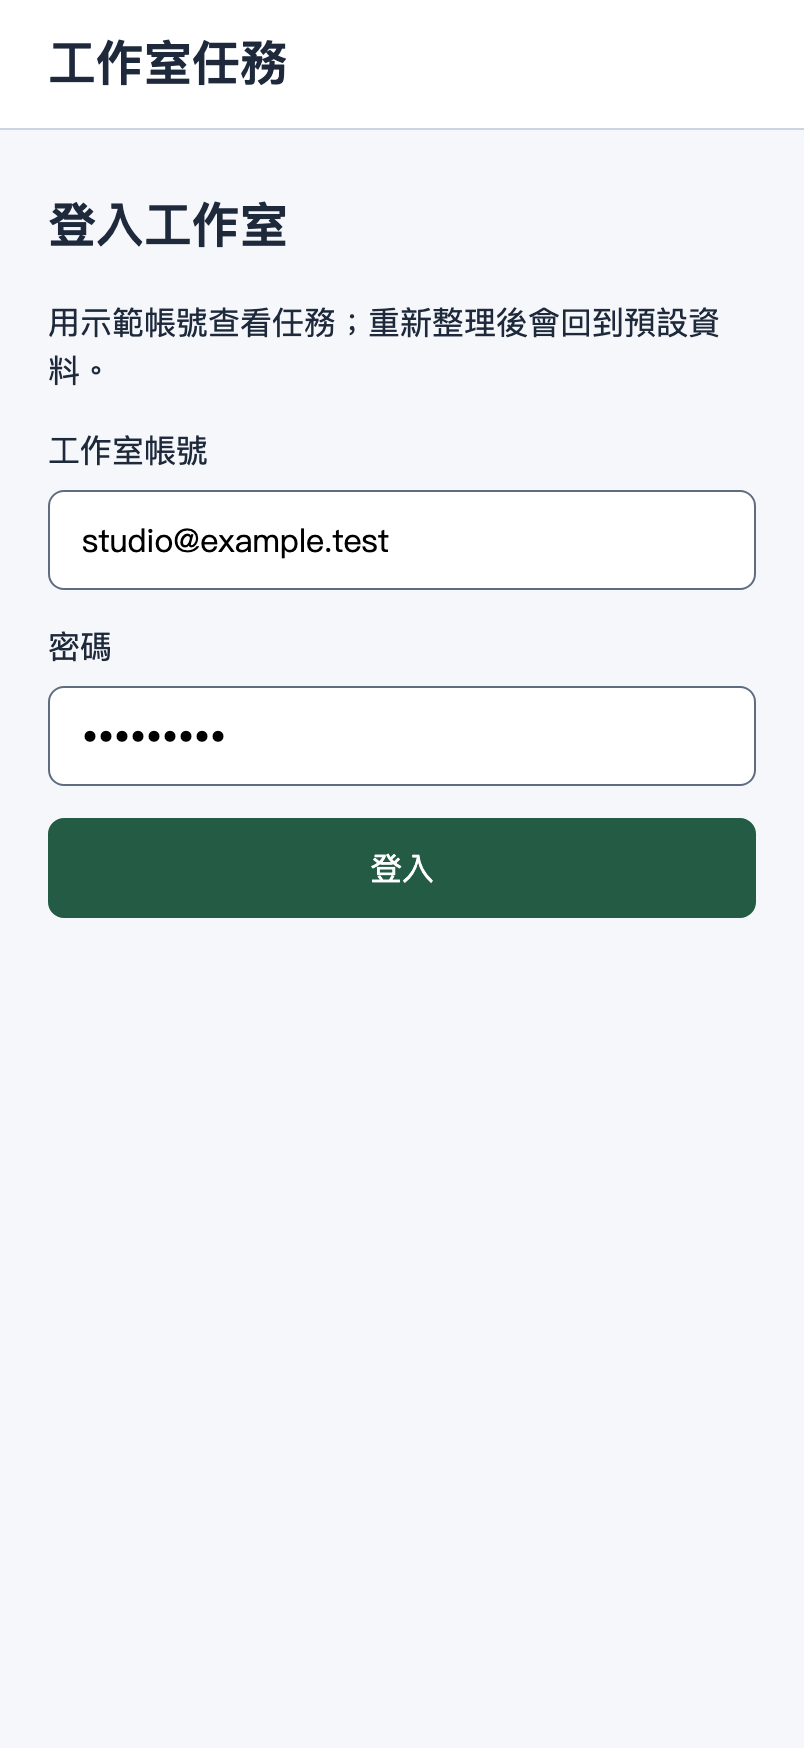 工作室任務
登入工作室
用示範帳號查看任務；重新整理後會回到預設資
料。
工作室帳號
studio@example.test
密碼
•••••••••
登入